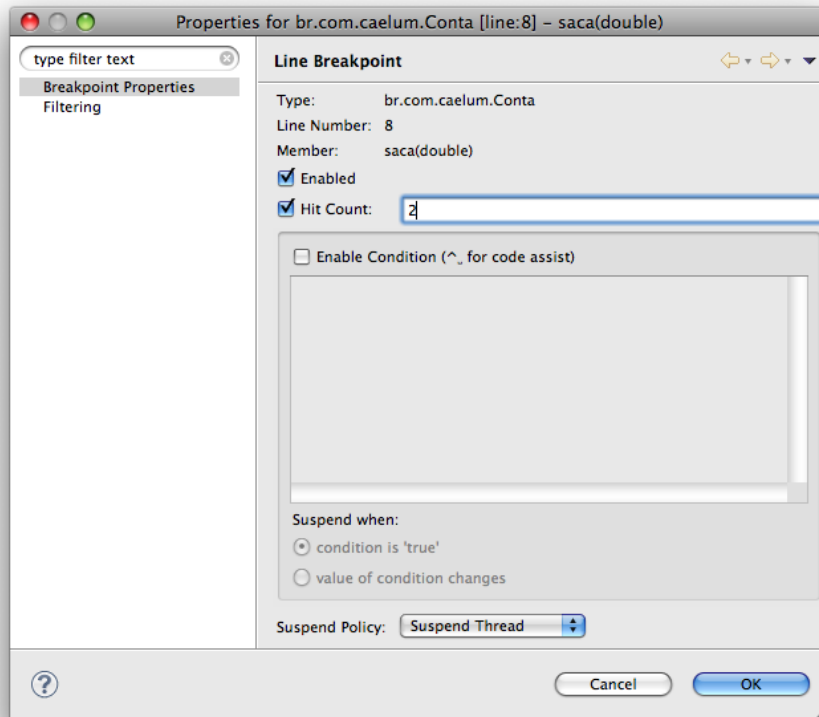 Properties for br.com.caelum.Conta [line:8] – saca(double)
type filter text
Breakpoint Properties
Filtering
Line Breakpoint
Type: br.com.caelum.Conta
Line Number: 8
Member: saca(double)
Enabled
Hit Count: 2
Enable Condition (^␣ for code assist)
Suspend when:
condition is 'true'
value of condition changes
Suspend Policy: Suspend Thread
?
Cancel
OK